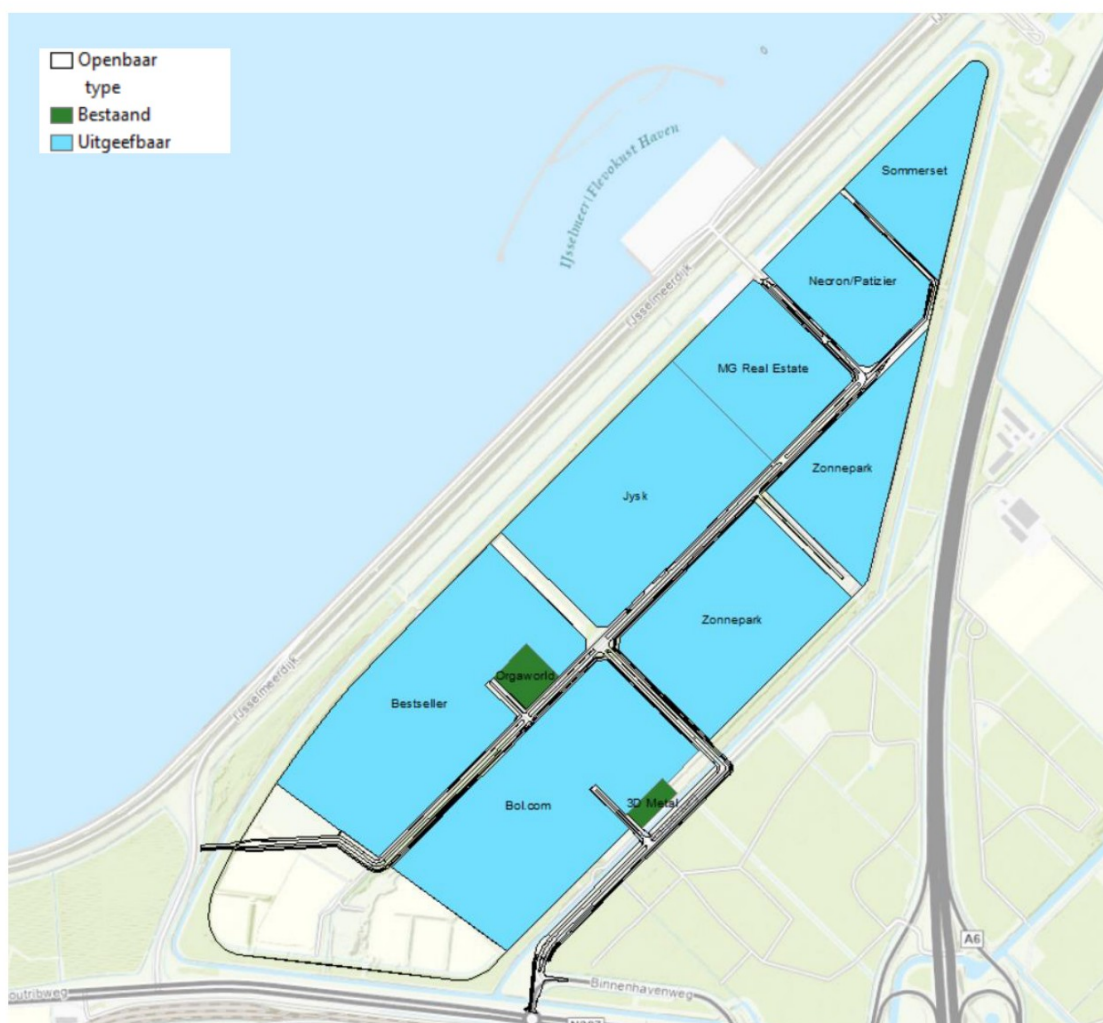 Openbaar
type
Bestaand
Uitgeefbaar
IJsselmeer | Flevokust Haven
IJsselmeerdijk
Sommerset
Necron/Patizier
MG Real Estate
Zonnepark
Jysk
Zonnepark
Orgaworld
Bestseller
IJsselmeerdijk
3D Metal
Bol.com
A6
Binnenhavenweg
outribweg